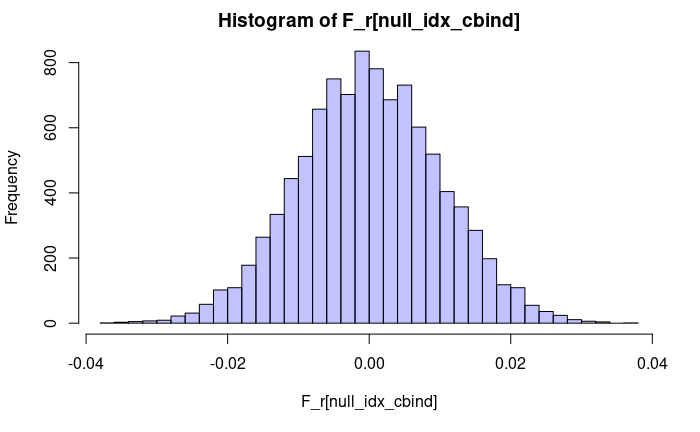 Histogram of F_r[null_idx_cbind]
Frequency
800
600
400
200
0
-0.04 -0.02 0.00 0.02 0.04
F_r[null_idx_cbind]